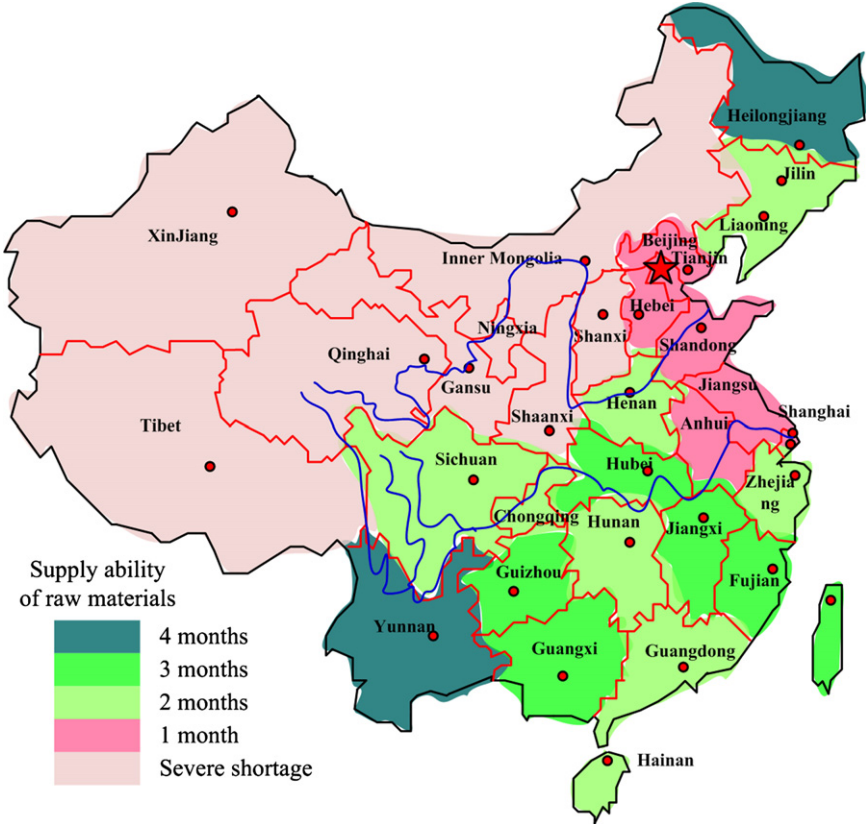 Heilongjiang
Jilin
Liaoning
XinJiang
Beijing
Inner Mongolia
Tianjin
Hebei
Ningxia
Shanxi
Shandong
Qinghai
Gansu
Jiangsu
Henan
Shaanxi
Shanghai
Anhui
Tibet
Sichuan
Hubei
Zhejia
ng
Chongqing
Hunan
Jiangxi
Guizhou
Fujian
Yunnan
Guangxi
Guangdong
Hainan
Supply ability
of raw materials
4 months
3 months
2 months
1 month
Severe shortage